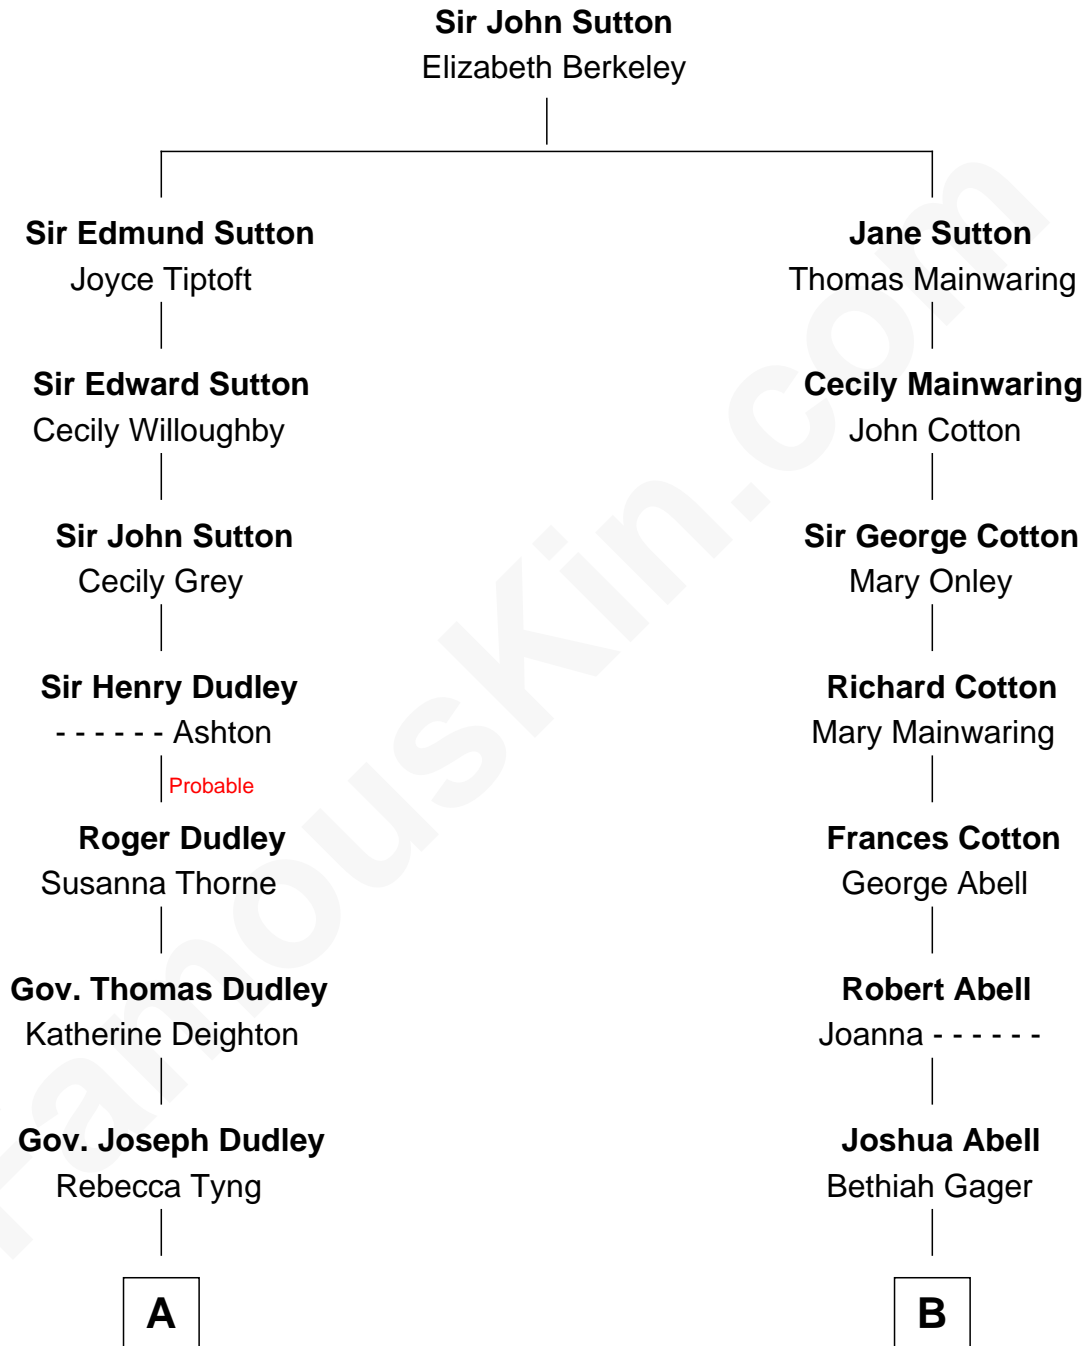 Sir John Sutton
Elizabeth Berkeley
Sir Edmund Sutton
Joyce Tiptoft
Jane Sutton
Thomas Mainwaring
Sir Edward Sutton
Cecily Willoughby
Cecily Mainwaring
John Cotton
Sir John Sutton
Cecily Grey
Sir George Cotton
Mary Onley
Sir Henry Dudley
- - - - - - Ashton
Richard Cotton
Mary Mainwaring
Probable
Roger Dudley
Susanna Thorne
Frances Cotton
George Abell
Gov. Thomas Dudley
Katherine Deighton
Robert Abell
Joanna - - - - - -
Gov. Joseph Dudley
Rebecca Tyng
Joshua Abell
Bethiah Gager
A
B
FamousKin.com